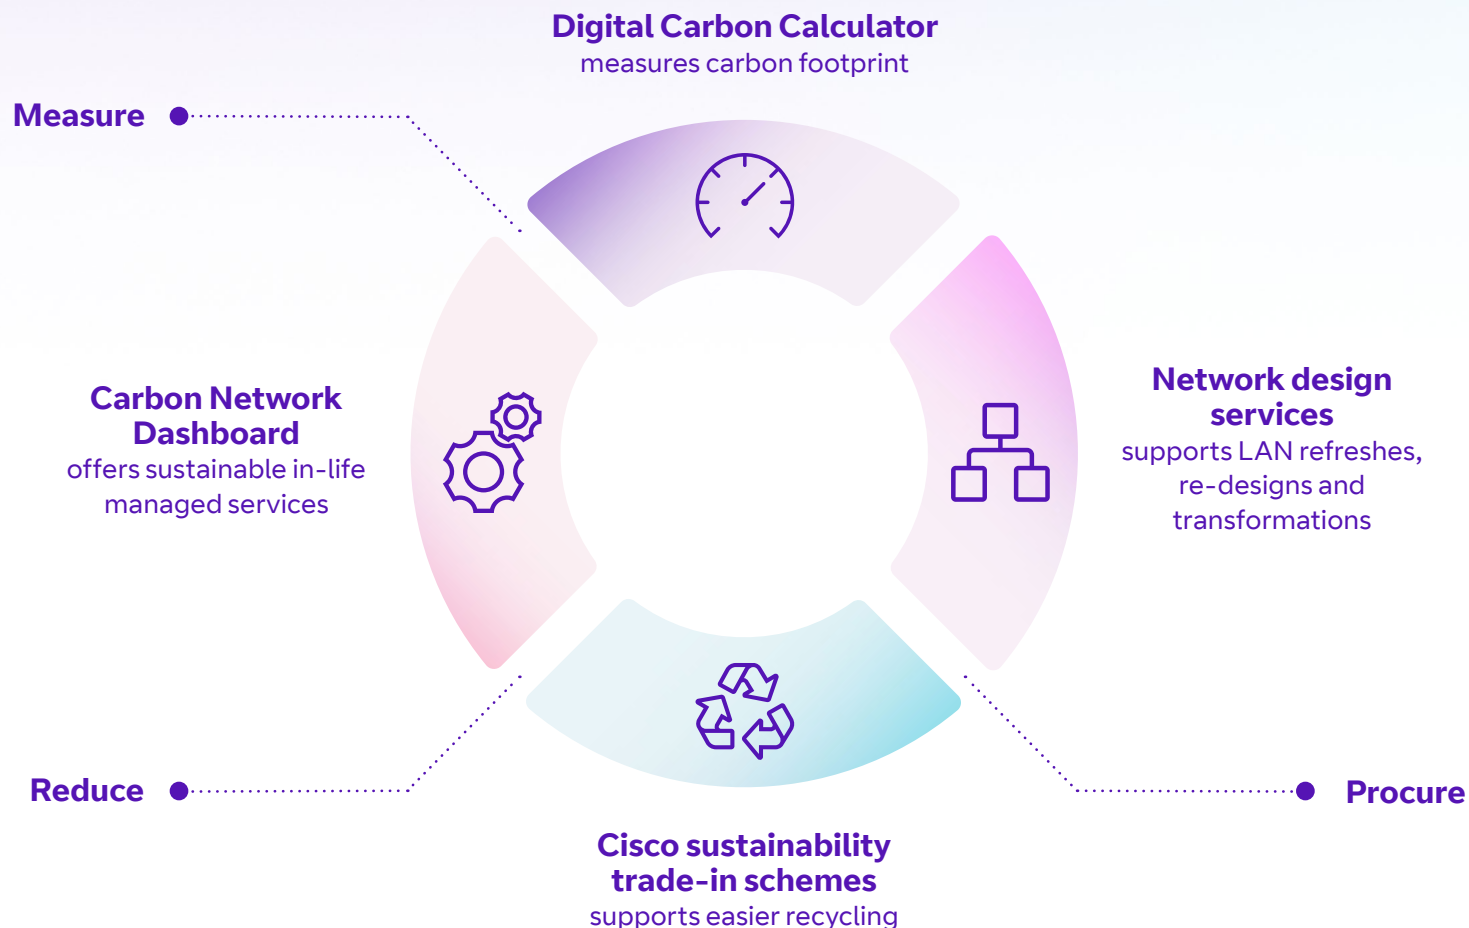 Digital Carbon Calculator
measures carbon footprint
Measure
Carbon Network
Dashboard
offers sustainable in-life
managed services
Network design
services
supports LAN refreshes,
re-designs and
transformations
Reduce
Procure
Cisco sustainability
trade-in schemes
supports easier recycling